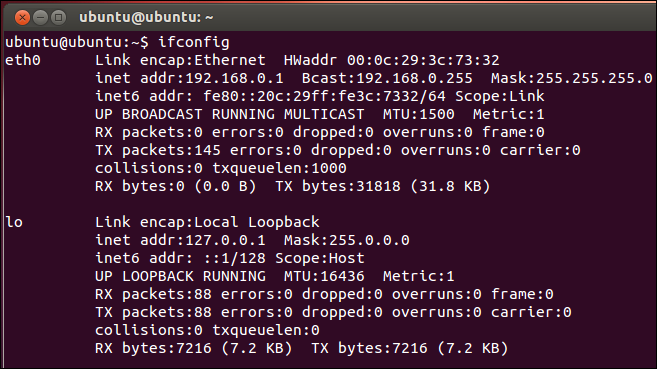 ubuntu@ubuntu: ~
ubuntu@ubuntu:~$ ifconfig
eth0      Link encap:Ethernet  HWaddr 00:0c:29:3c:73:32
          inet addr:192.168.0.1  Bcast:192.168.0.255  Mask:255.255.255.0
          inet6 addr: fe80::20c:29ff:fe3c:7332/64 Scope:Link
          UP BROADCAST RUNNING MULTICAST  MTU:1500  Metric:1
          RX packets:0 errors:0 dropped:0 overruns:0 frame:0
          TX packets:145 errors:0 dropped:0 overruns:0 carrier:0
          collisions:0 txqueuelen:1000
          RX bytes:0 (0.0 B)  TX bytes:31818 (31.8 KB)
lo        Link encap:Local Loopback
          inet addr:127.0.0.1  Mask:255.0.0.0
          inet6 addr: ::1/128 Scope:Host
          UP LOOPBACK RUNNING  MTU:16436  Metric:1
          RX packets:88 errors:0 dropped:0 overruns:0 frame:0
          TX packets:88 errors:0 dropped:0 overruns:0 carrier:0
          collisions:0 txqueuelen:0
          RX bytes:7216 (7.2 KB)  TX bytes:7216 (7.2 KB)